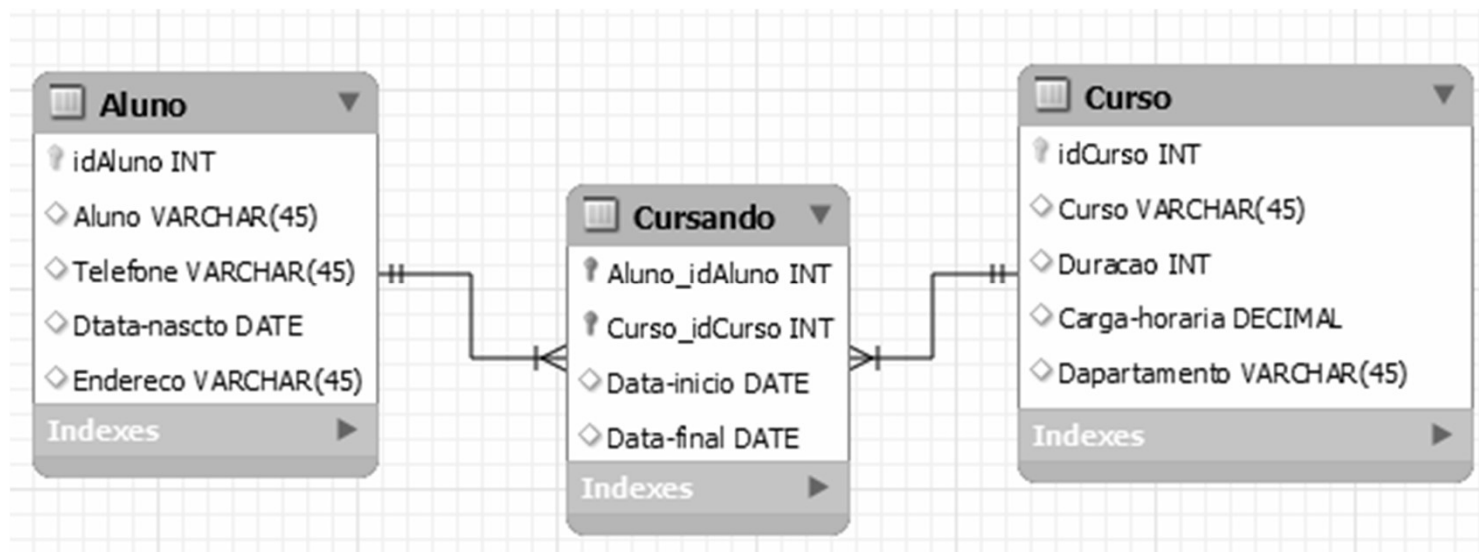 Aluno
idAluno INT
Aluno VARCHAR(45)
Telefone VARCHAR(45)
Dtata-nascto DATE
Endereco VARCHAR(45)
Indexes
Cursando
Aluno_idAluno INT
Curso_idCurso INT
Data-inicio DATE
Data-final DATE
Indexes
Curso
idCurso INT
Curso VARCHAR(45)
Duracao INT
Carga-horaria DECIMAL
Dapartamento VARCHAR(45)
Indexes